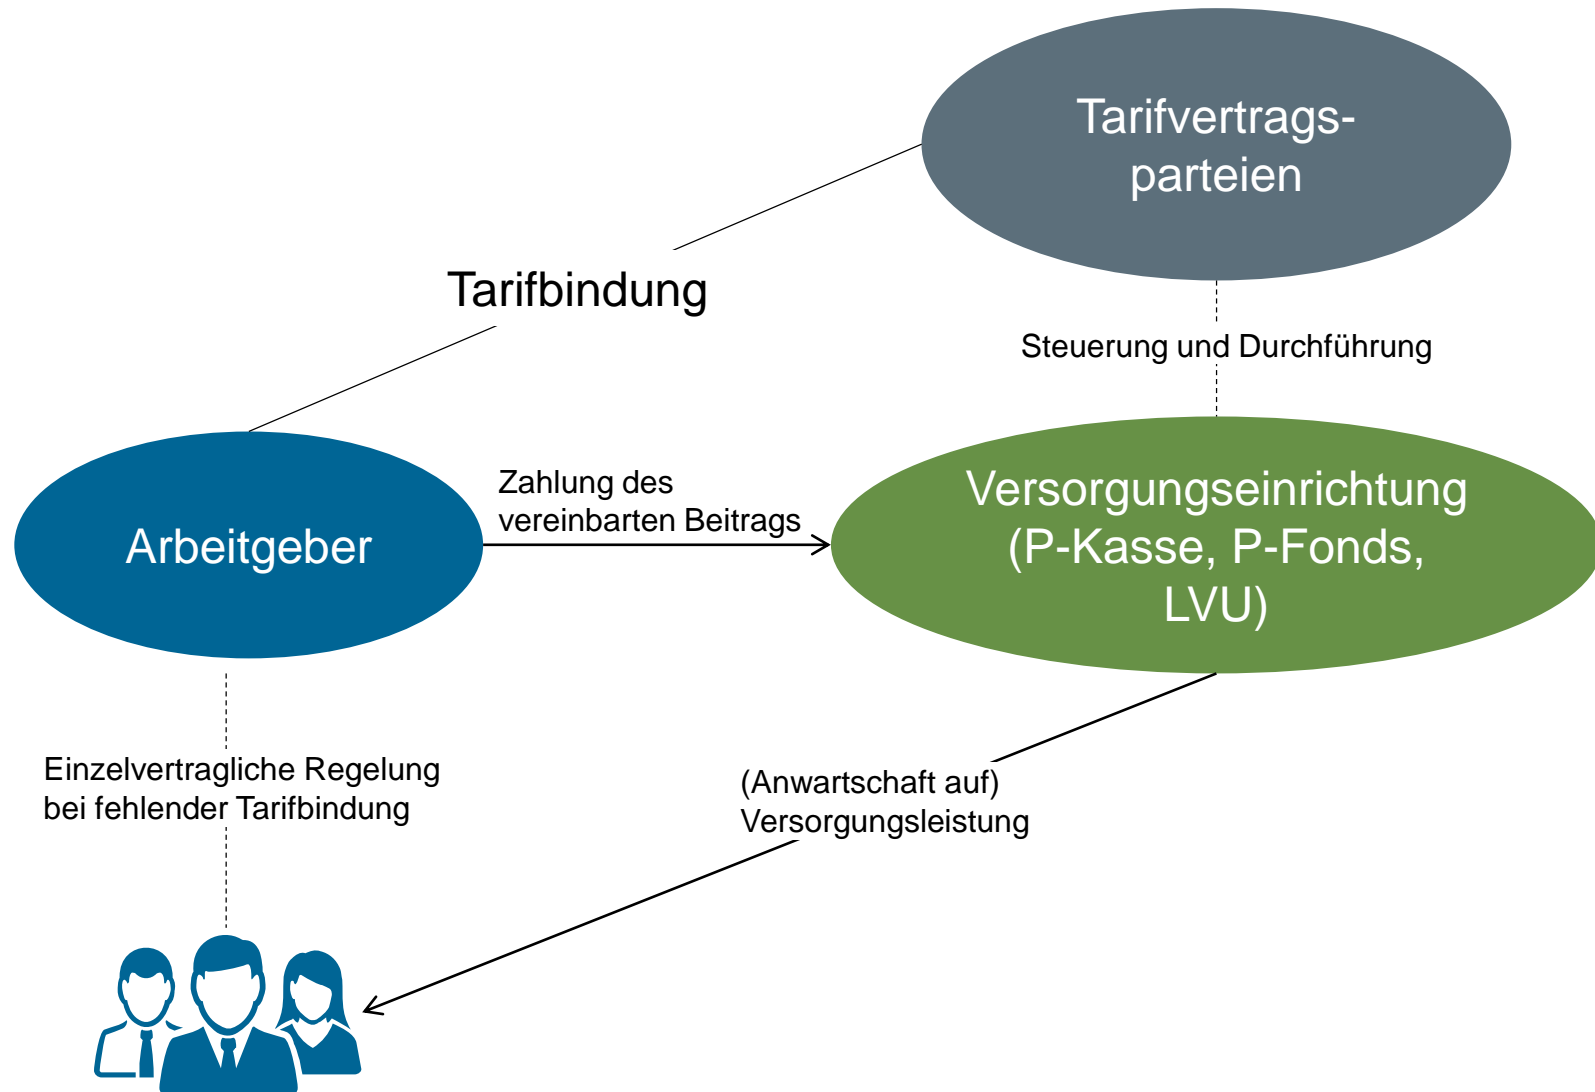 Tarifvertrags-
parteien
Tarifbindung
Steuerung und Durchführung
Zahlung des
vereinbarten Beitrags
Arbeitgeber
Versorgungseinrichtung
(P-Kasse, P-Fonds,
LVU)
Einzelvertragliche Regelung
bei fehlender Tarifbindung
(Anwartschaft auf)
Versorgungsleistung